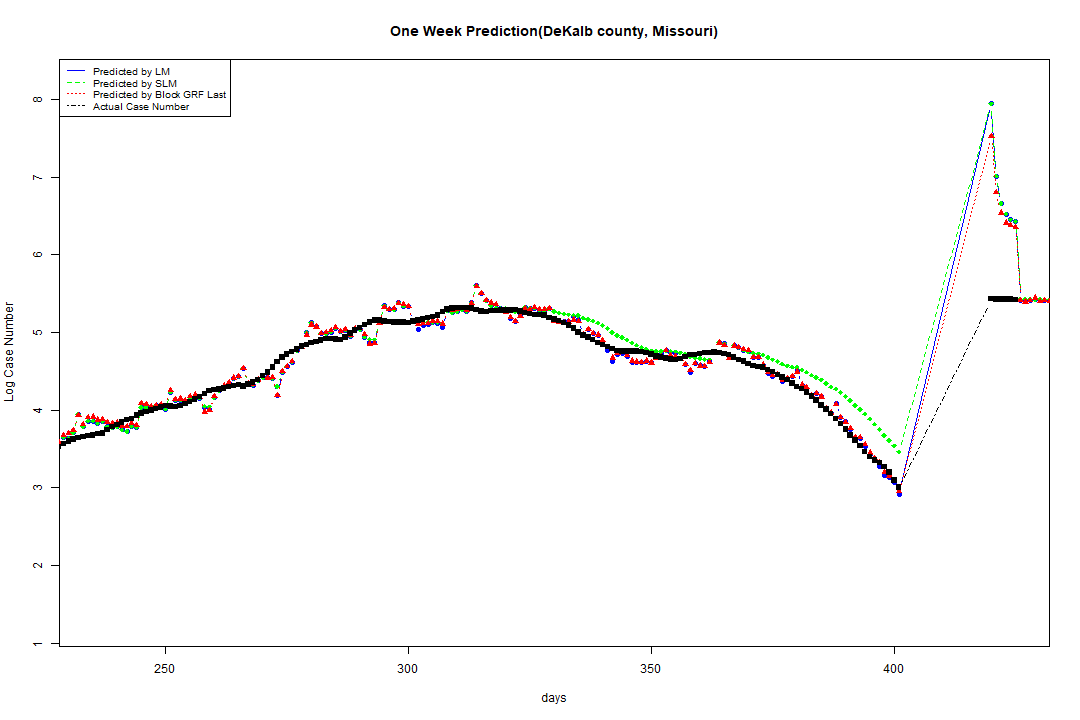 One Week Prediction(DeKalb county, Missouri)
Predicted by LM
Predicted by SLM
Predicted by Block GRF Last
Actual Case Number
8
7
6
5
4
3
2
1
Log Case Number
250 300 350 400
days